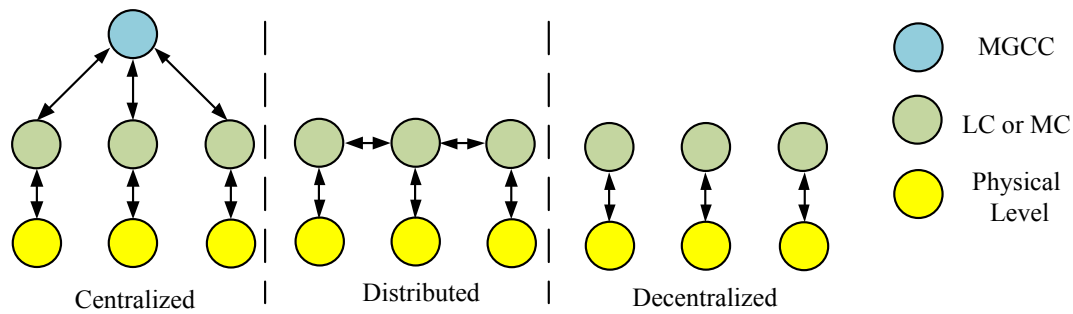 MGCC
LC or MC
Physical
Level
Centralized
Distributed
Decentralized